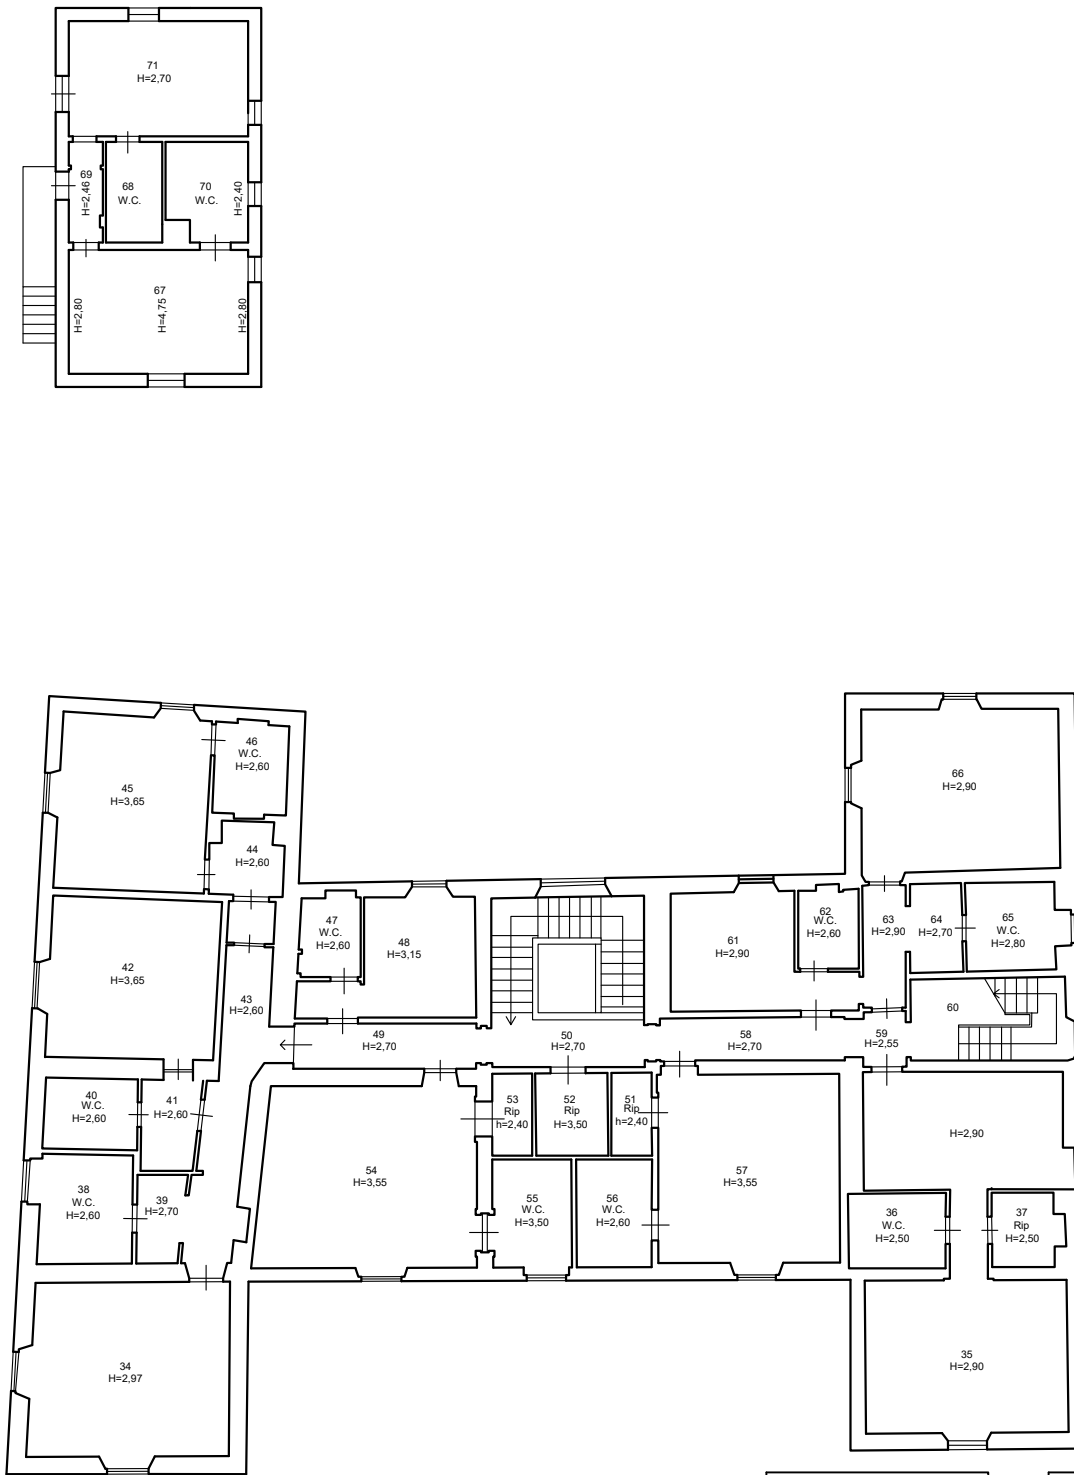 71
H=2,70
69
H=2,46
68
W.C.
70
W.C.
H=2,40
67
H=4,75
H=2,80
H=2,80
45
H=3,65
46
W.C.
H=2,60
44
H=2,60
66
H=2,90
42
H=3,65
43
H=2,60
47
W.C.
H=2,60
48
H=3,15
61
H=2,90
62
W.C.
H=2,60
63
H=2,90
64
H=2,70
65
W.C.
H=2,80
60
49
H=2,70
50
H=2,70
58
H=2,70
59
H=2,55
40
W.C.
H=2,60
41
H=2,60
53
Rip
h=2,40
52
Rip
H=3,50
51
Rip
h=2,40
H=2,90
54
H=3,55
57
H=3,55
38
W.C.
H=2,60
39
H=2,70
55
W.C.
H=3,50
56
W.C.
H=2,60
36
W.C.
H=2,50
37
Rip
H=2,50
34
H=2,97
35
H=2,90